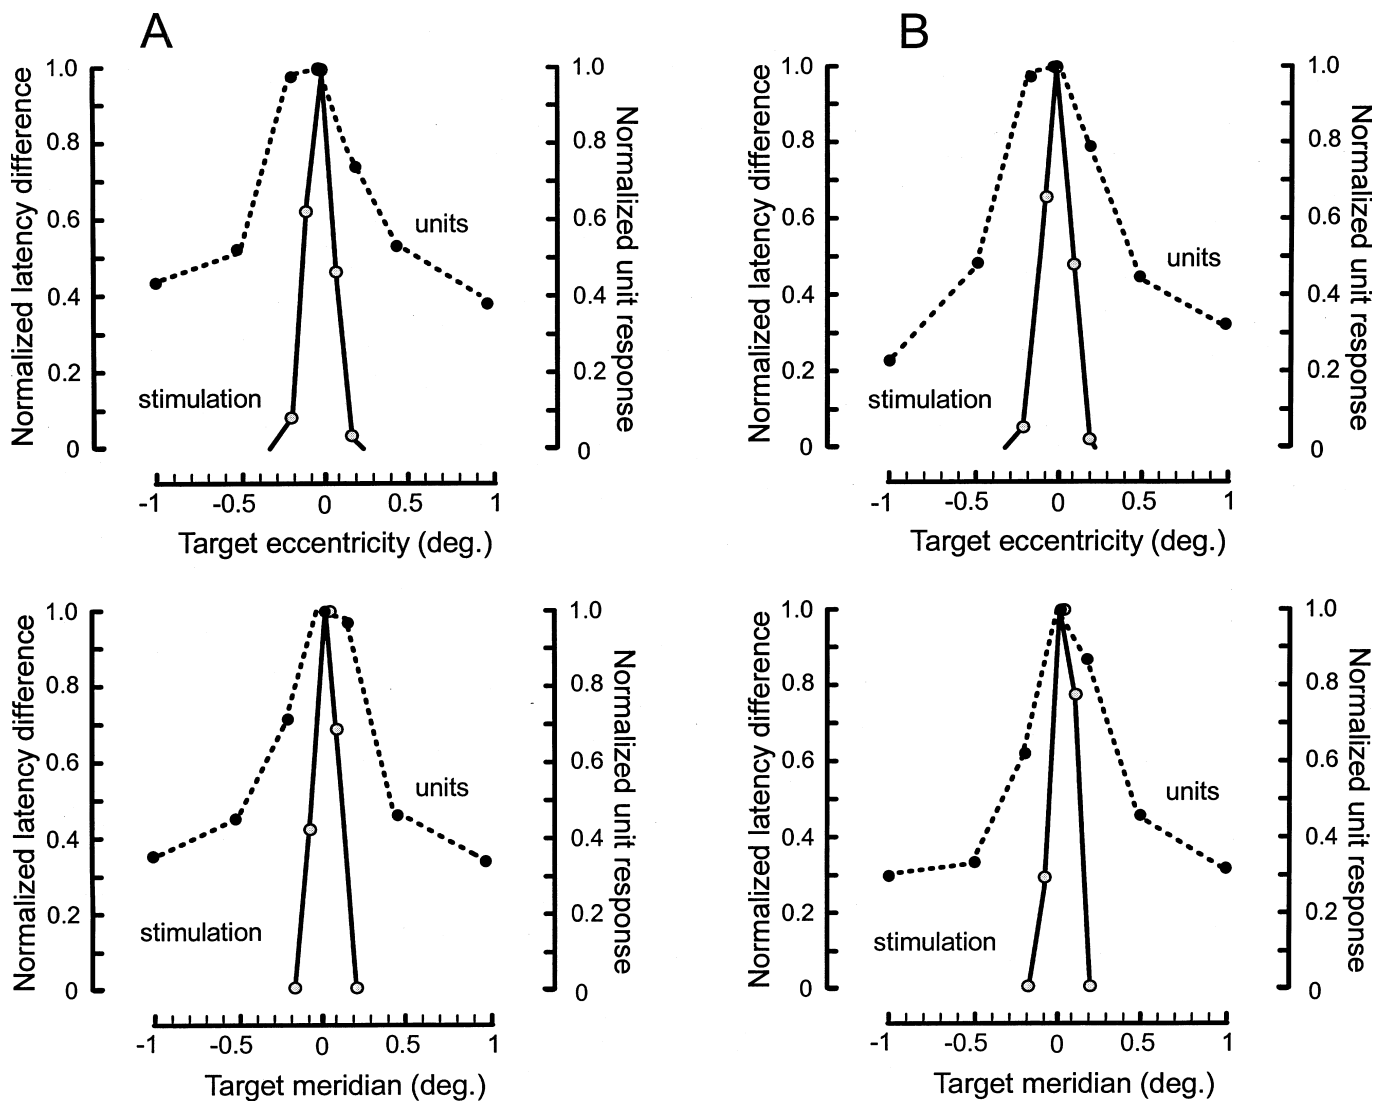 A
Normalized latency difference
1.0
0.8
0.6
0.4
0.2
0
units
stimulation
1.0
0.8
0.6
0.4
0.2
0
Normalized unit response
-1 -0.5 0 0.5 1
Target eccentricity (deg.)
B
Normalized latency difference
1.0
0.8
0.6
0.4
0.2
0
units
stimulation
1.0
0.8
0.6
0.4
0.2
0
Normalized unit response
-1 -0.5 0 0.5 1
Target eccentricity (deg.)
Normalized latency difference
1.0
0.8
0.6
0.4
0.2
0
units
stimulation
1.0
0.8
0.6
0.4
0.2
0
Normalized unit response
-1 -0.5 0 0.5 1
Target meridian (deg.)
Normalized latency difference
1.0
0.8
0.6
0.4
0.2
0
units
stimulation
1.0
0.8
0.6
0.4
0.2
0
Normalized unit response
-1 -0.5 0 0.5 1
Target meridian (deg.)